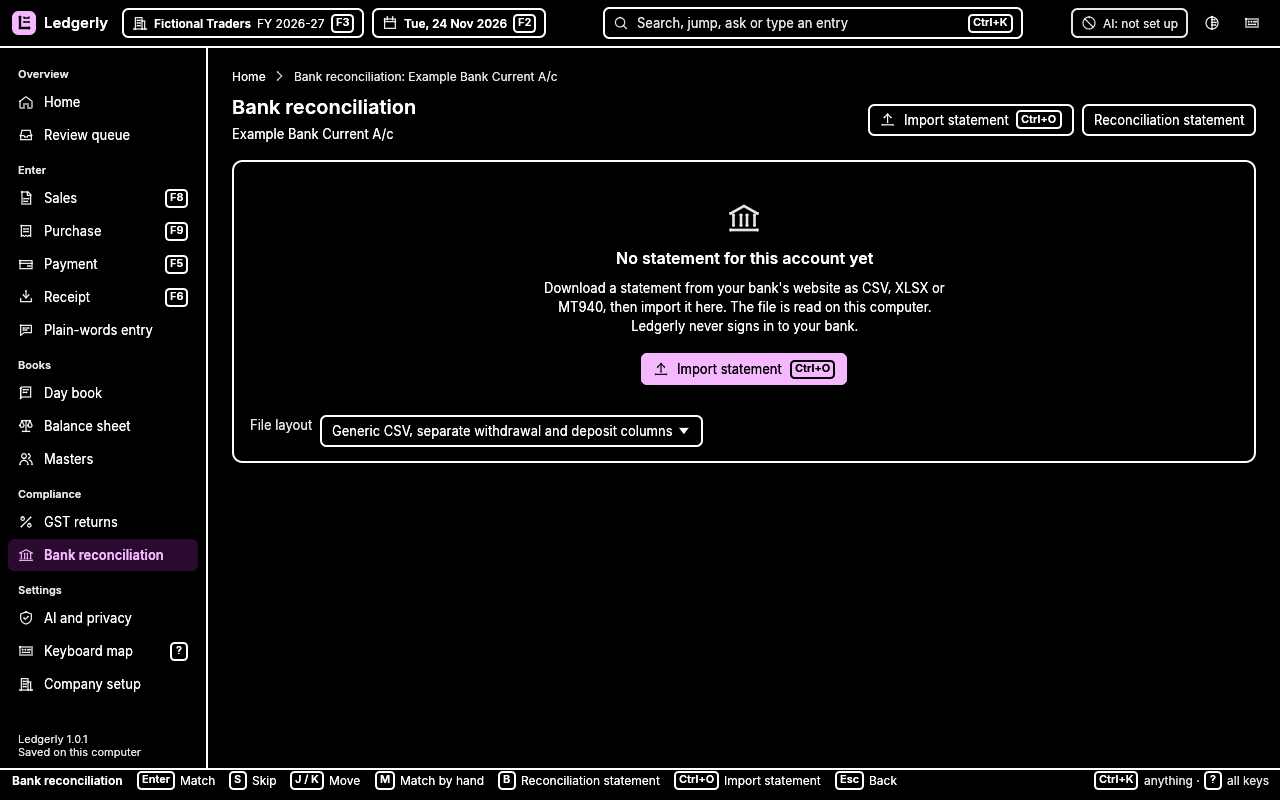 Ledgerly
Fictional Traders FY 2026-27 F3
Tue, 24 Nov 2026 F2
Search, jump, ask or type an entry Ctrl+K
AI: not set up
Overview
Home
Review queue
Enter
Sales F8
Purchase F9
Payment F5
Receipt F6
Plain-words entry
Books
Day book
Balance sheet
Masters
Compliance
GST returns
Bank reconciliation
Settings
AI and privacy
Keyboard map ?
Company setup
Ledgerly 1.0.1
Saved on this computer
Home Bank reconciliation: Example Bank Current A/c
Bank reconciliation
Example Bank Current A/c
Import statement Ctrl+O
Reconciliation statement
No statement for this account yet
Download a statement from your bank's website as CSV, XLSX or
MT940, then import it here. The file is read on this computer.
Ledgerly never signs in to your bank.
Import statement Ctrl+O
File layout Generic CSV, separate withdrawal and deposit columns
Bank reconciliation Enter Match S Skip J / K Move M Match by hand B Reconciliation statement Ctrl+O Import statement Esc Back Ctrl+K anything · ? all keys